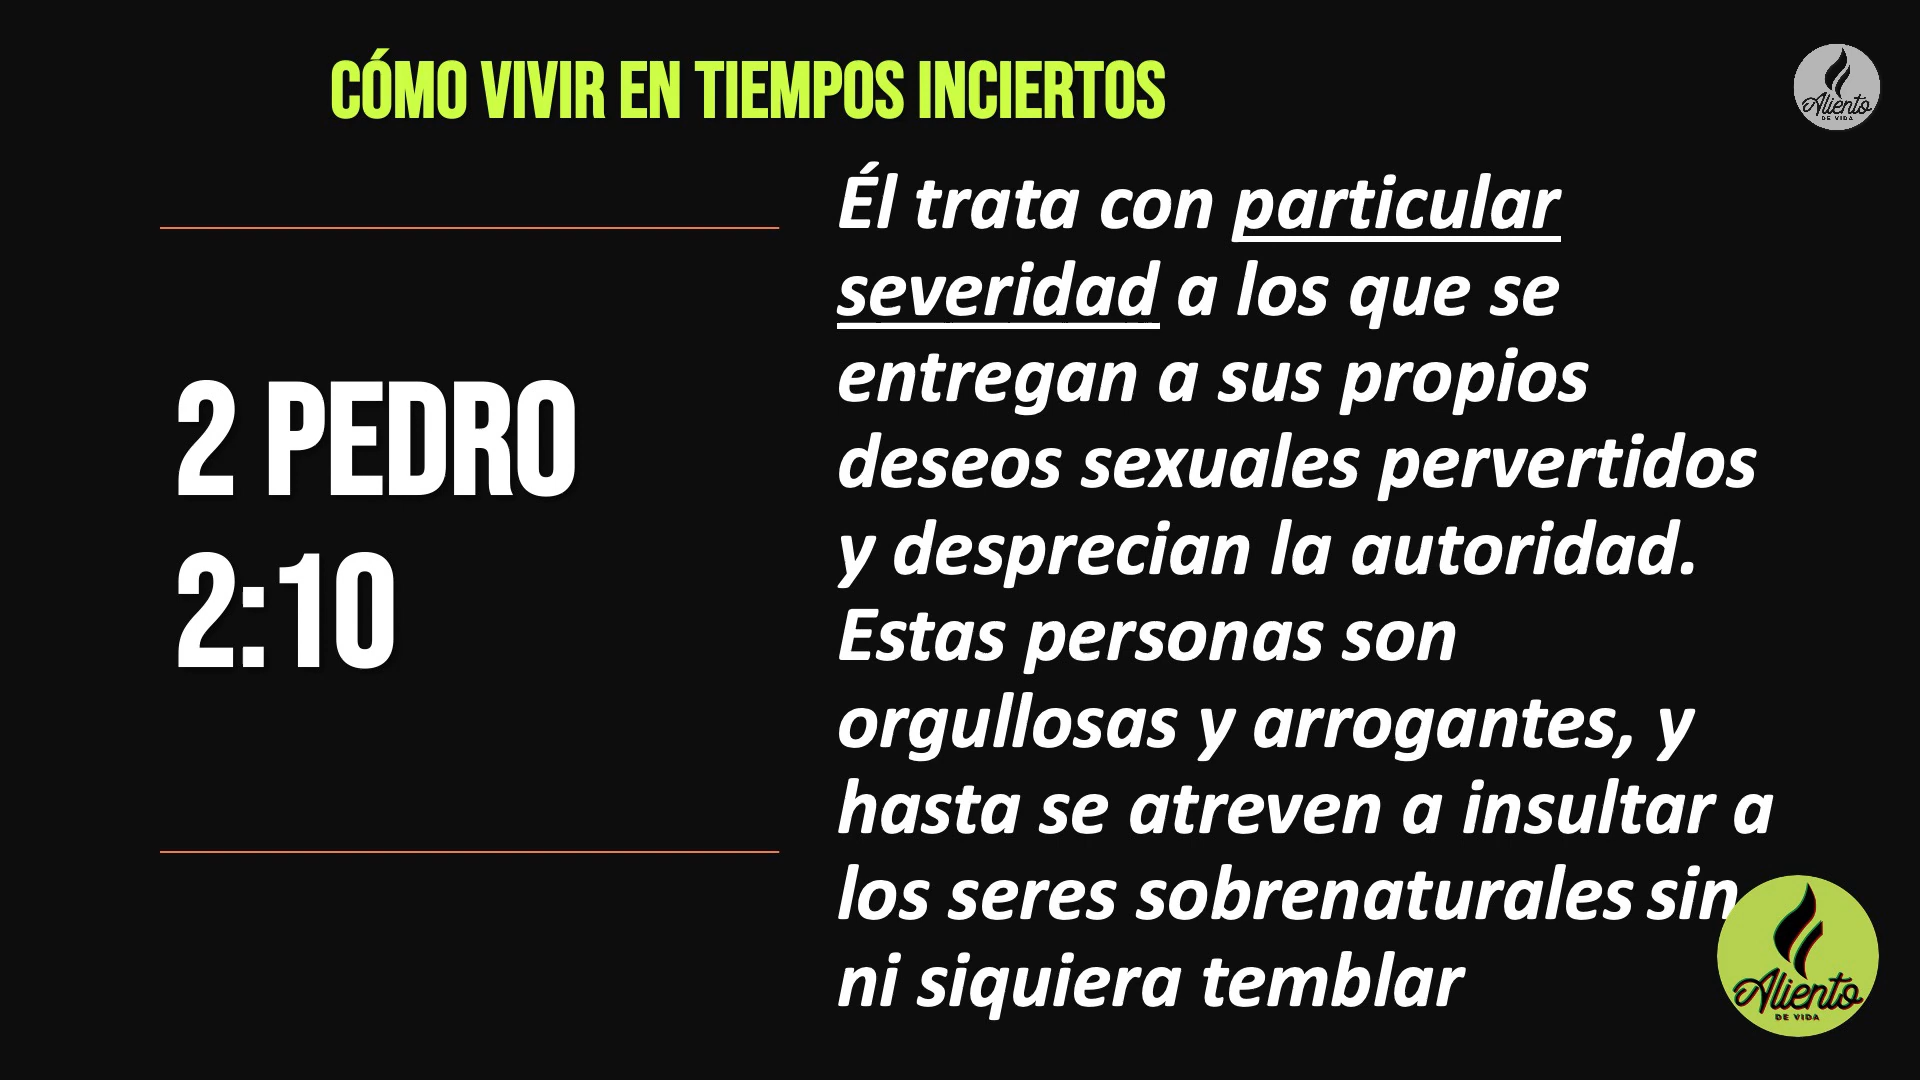 CÓMO VIVIR EN TIEMPOS INCIERTOS
Aliento
DE VIDA
2 PEDRO
2:10
Él trata con particular
severidad a los que se
entregan a sus propios
deseos sexuales pervertidos
y desprecian la autoridad.
Estas personas son
orgullosas y arrogantes, y
hasta se atreven a insultar a
los seres sobrenaturales sin
ni siquiera temblar
Aliento
DE VIDA